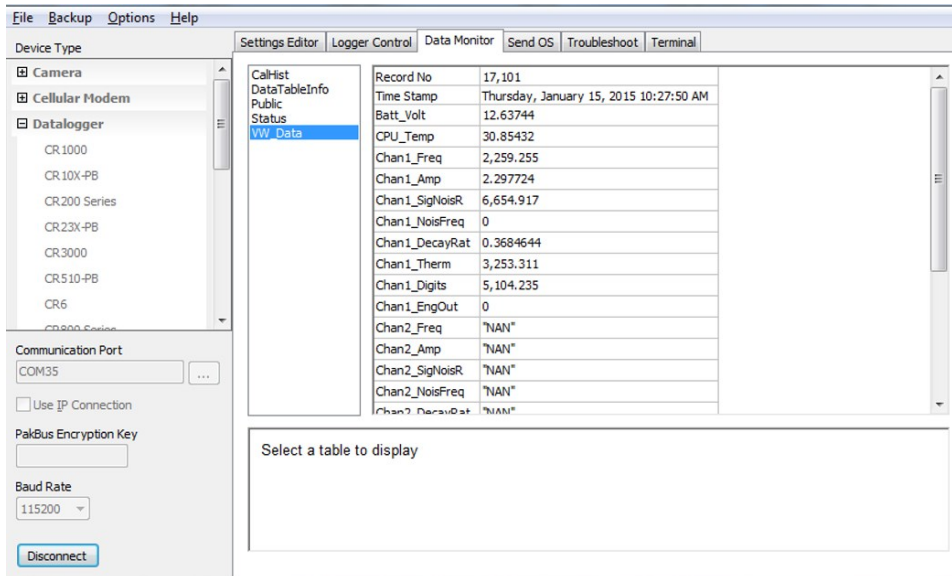 File Backup Options Help
Device Type
Camera
Cellular Modem
Datalogger
CR1000
CR10X-PB
CR200 Series
CR23X-PB
CR3000
CR510-PB
CR6
CR800 Series
Communication Port
COM35
...
Use IP Connection
PakBus Encryption Key
Baud Rate
115200
Disconnect
Settings Editor Logger Control Data Monitor Send OS Troubleshoot Terminal
CalHist
DataTableInfo
Public
Status
VW_Data
Record No 17,101
Time Stamp Thursday, January 15, 2015 10:27:50 AM
Batt_Volt 12.63744
CPU_Temp 30.85432
Chan1_Freq 2,259.255
Chan1_Amp 2.297724
Chan1_SigNoisR 6,654.917
Chan1_NoisFreq 0
Chan1_DecayRat 0.3684644
Chan1_Therm 3,253.311
Chan1_Digits 5,104.235
Chan1_EngOut 0
Chan2_Freq "NAN"
Chan2_Amp "NAN"
Chan2_SigNoisR "NAN"
Chan2_NoisFreq "NAN"
Chan2_DecayRat "NAN"
Select a table to display